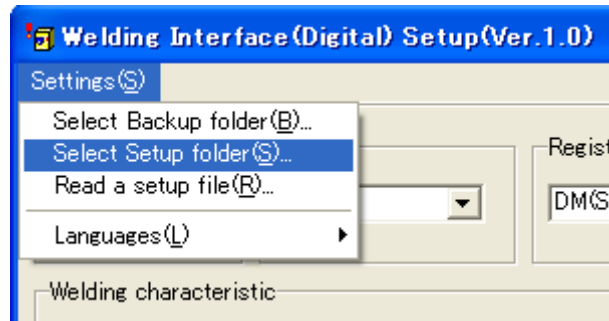 Welding Interface(Digital) Setup(Ver.1.0)
Settings(S)
Select Backup folder(B)...
Select Setup folder(S)...
Read a setup file(R)...
Languages(L)
Regist
DM(S
Welding characteristic